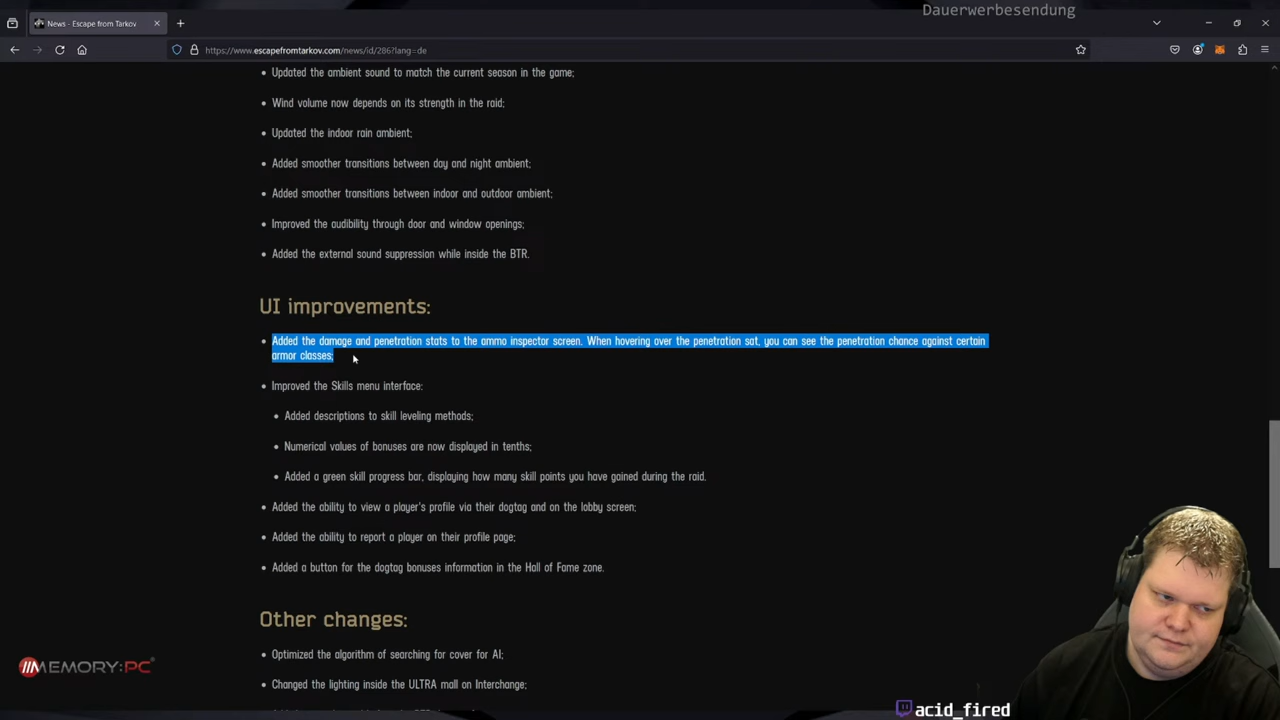 Dauerwerbesendung
News - Escape from Tarkov
https://www.escapefromtarkov.com/news/id/286?lang=de
• Updated the ambient sound to match the current season in the game;
• Wind volume now depends on its strength in the raid;
• Updated the indoor rain ambient;
• Added smoother transitions between day and night ambient;
• Added smoother transitions between indoor and outdoor ambient;
• Improved the audibility through door and window openings;
• Added the external sound suppression while inside the BTR.
UI improvements:
• Added the damage and penetration stats to the ammo inspector screen. When hovering over the penetration sat, you can see the penetration chance against certain
armor classes;
• Improved the Skills menu interface:
• Added descriptions to skill leveling methods;
• Numerical values of bonuses are now displayed in tenths;
• Added a green skill progress bar, displaying how many skill points you have gained during the raid.
• Added the ability to view a player's profile via their dogtag and on the lobby screen;
• Added the ability to report a player on their profile page;
• Added a button for the dogtag bonuses information in the Hall of Fame zone.
Other changes:
• Optimized the algorithm of searching for cover for AI;
MEMORY:PC
• Changed the lighting inside the ULTRA mall on Interchange;
acid_fired